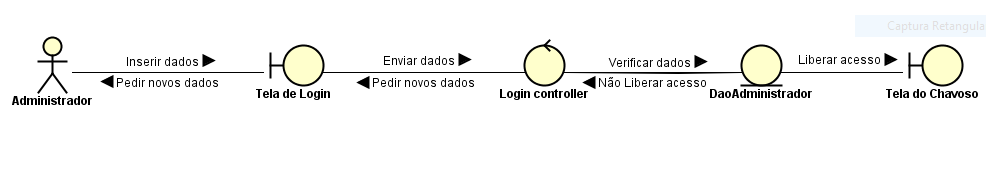 Captura Retangula
Inserir dados
Pedir novos dados
Enviar dados
Pedir novos dados
Verificar dados
Não Liberar acesso
Liberar acesso
Administrador
Tela de Login
Login controller
DaoAdministrador
Tela do Chavoso